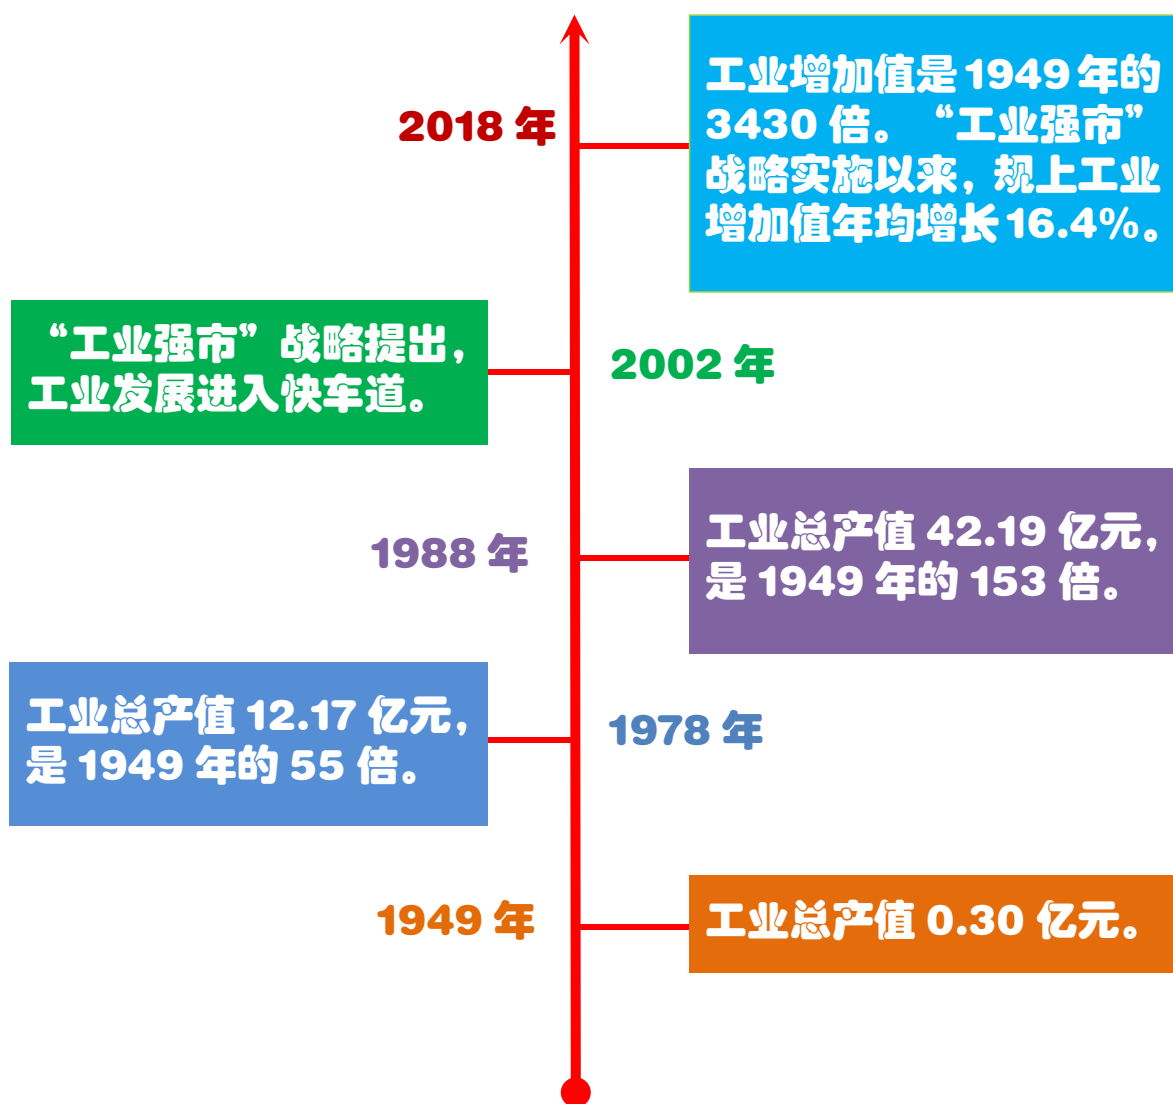 2018 年
工业增加值是 1949 年的
3430 倍。“工业强市”
战略实施以来，规上工业
增加值年均增长 16.4%。
“工业强市”战略提出，
工业发展进入快车道。
2002 年
1988 年
工业总产值 42.19 亿元，
是 1949 年的 153 倍。
工业总产值 12.17 亿元，
是 1949 年的 55 倍。
1978 年
1949 年
工业总产值 0.30 亿元。